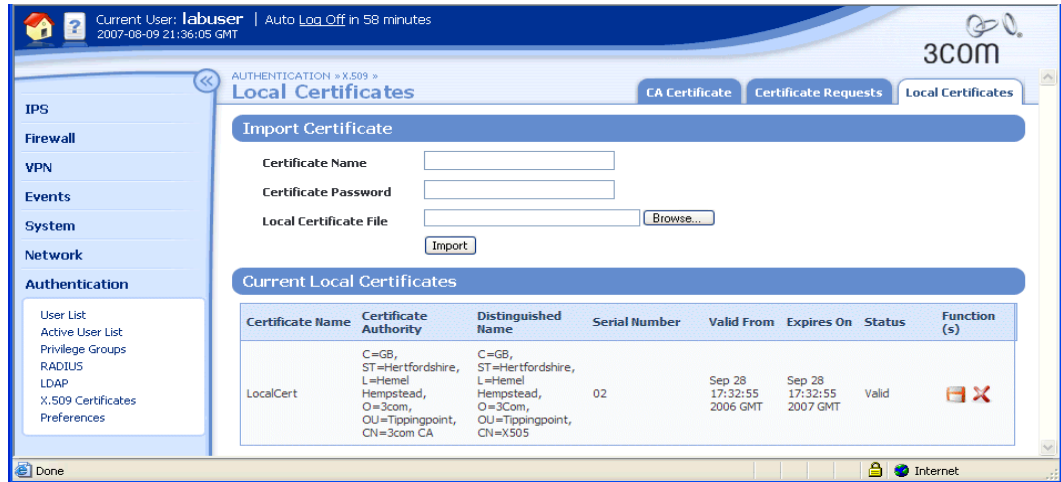 Current User: labuser | Auto Log Off in 58 minutes
2007-08-09 21:36:05 GMT
3com
AUTHENTICATION » X.509 »
Local Certificates
CA Certificate
Certificate Requests
Local Certificates
IPS
Firewall
VPN
Events
System
Network
Authentication
User List
Active User List
Privilege Groups
RADIUS
LDAP
X.509 Certificates
Preferences
Import Certificate
Certificate Name
Certificate Password
Local Certificate File
Browse...
Import
Current Local Certificates
Certificate Name
Certificate
Authority
Distinguished
Name
Serial Number
Valid From
Expires On
Status
Function
(s)
LocalCert
C=GB,
ST=Hertfordshire,
L=Hemel
Hempstead,
O=3com,
OU=Tippingpoint,
CN=3com CA
C=GB,
ST=Hertfordshire,
L=Hemel
Hempstead,
O=3Com,
OU=Tippingpoint,
CN=X505
02
Sep 28
17:32:55
2006 GMT
Sep 28
17:32:55
2007 GMT
Valid
Done
Internet